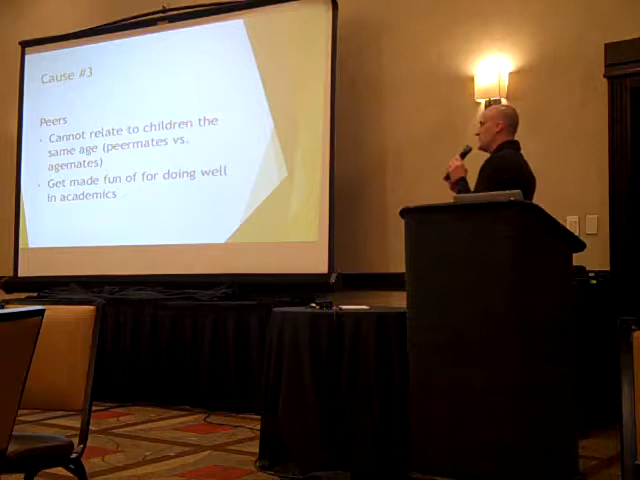 Cause #3
Peers
Cannot relate to children the
same age (peermates vs.
agemates)
Get made fun of for doing well
in academics